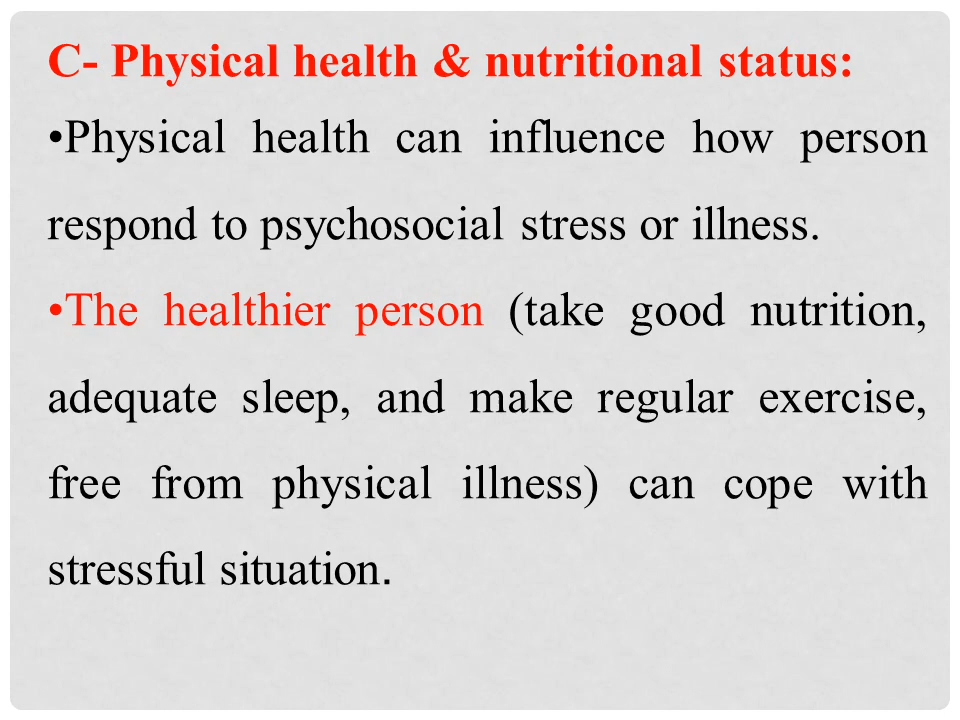 C- Physical health & nutritional status:
•Physical health can influence how person
respond to psychosocial stress or illness.
•The healthier person (take good nutrition,
adequate sleep, and make regular exercise,
free from physical illness) can cope with
stressful situation.